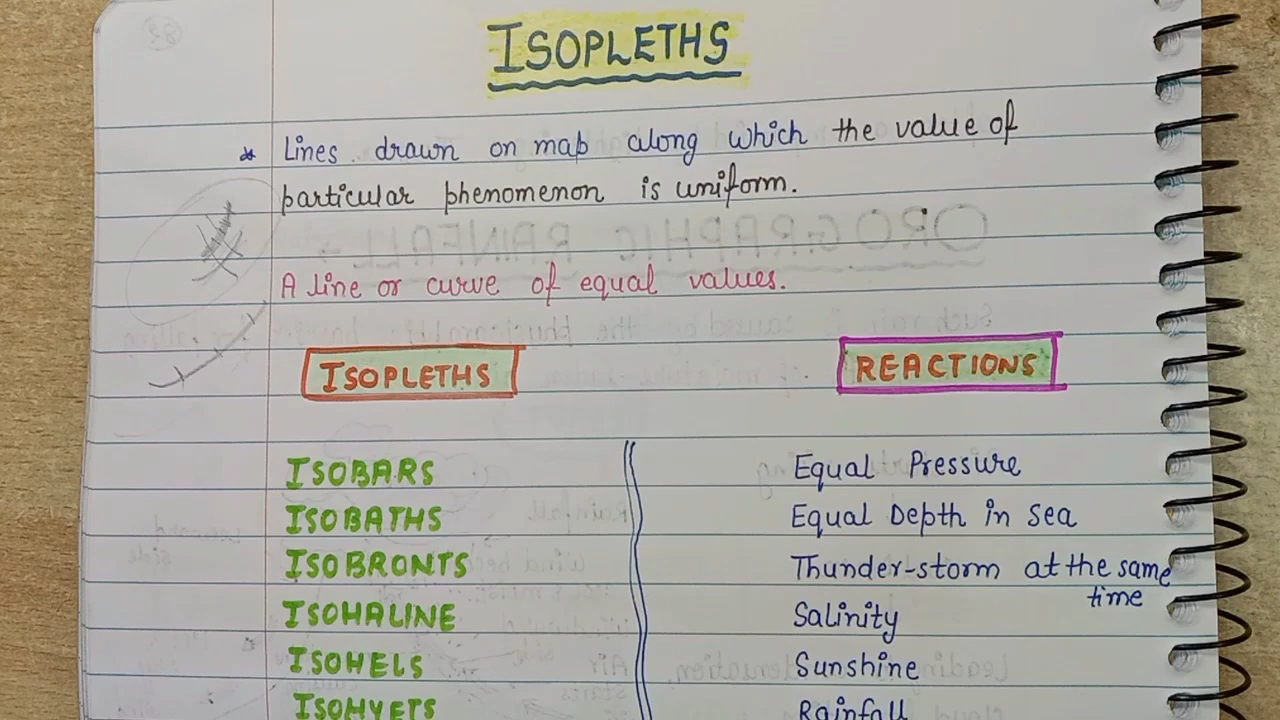 ISOPLETHS
* Lines drawn on map along which the value of
particular phenomenon is uniform.
A line or curve of equal values.
ISOPLETHS REACTIONS
ISOBARS Equal Pressure
ISOBATHS Equal Depth in sea
ISOBRONTS Thunder-storm at the same
time
ISOHALINE Salinity
ISOHELS Sunshine
ISOHYETS Rainfall